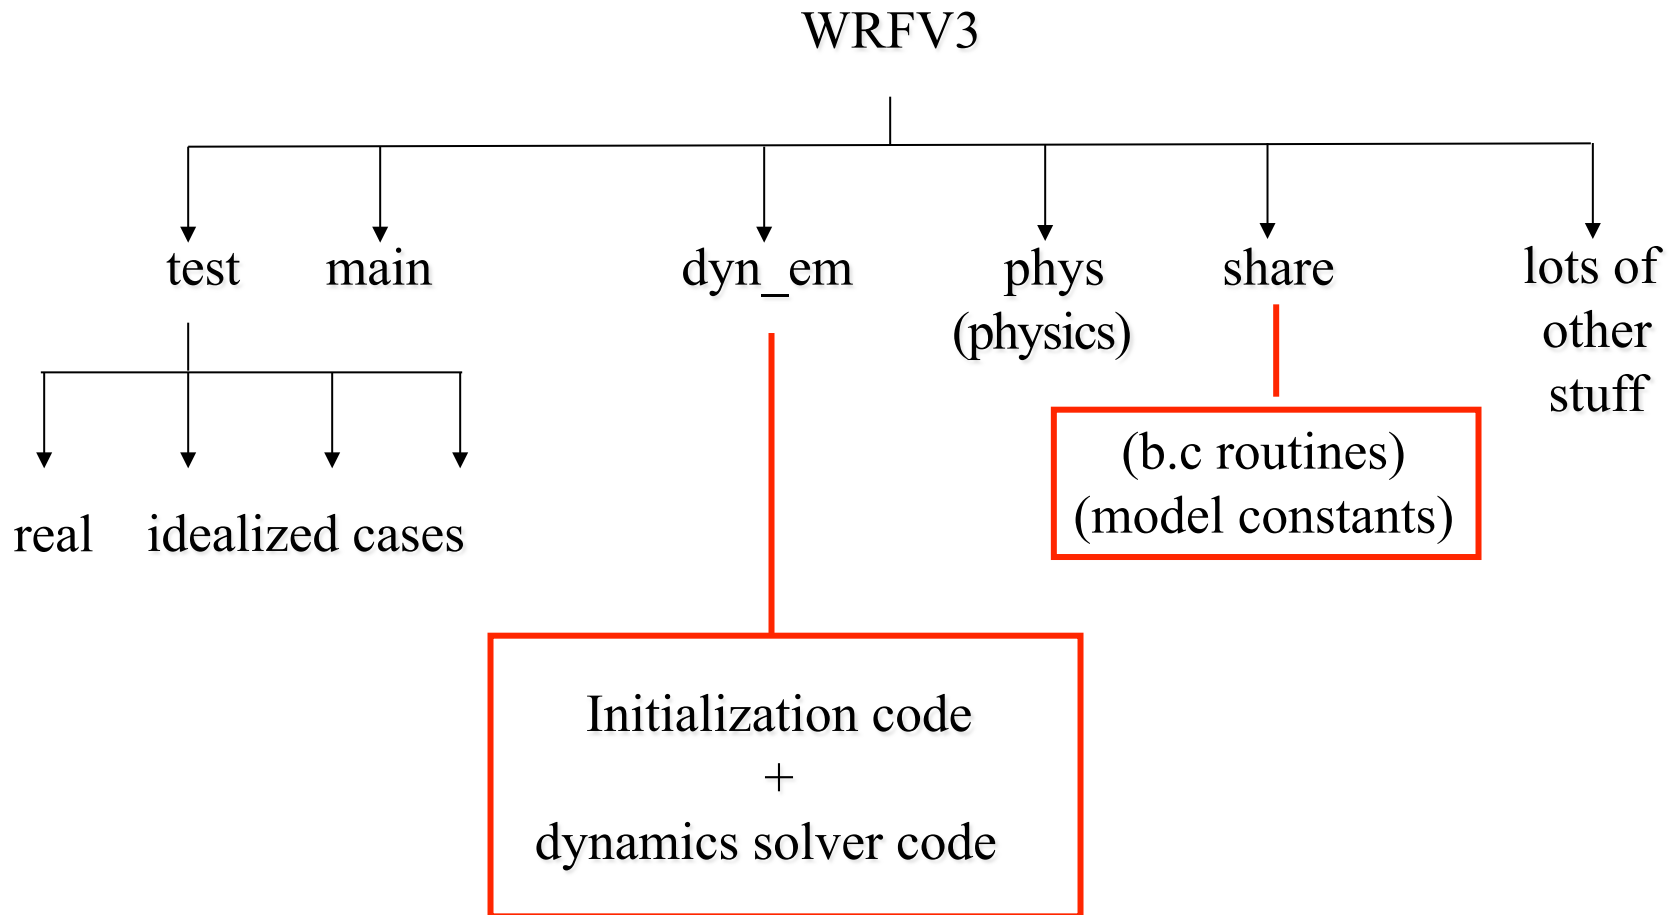 WRFV3
test
main
dyn_em
phys
(physics)
share
lots of
other
stuff
(b.c routines)
(model constants)
real
idealized cases
Initialization code
+
dynamics solver code